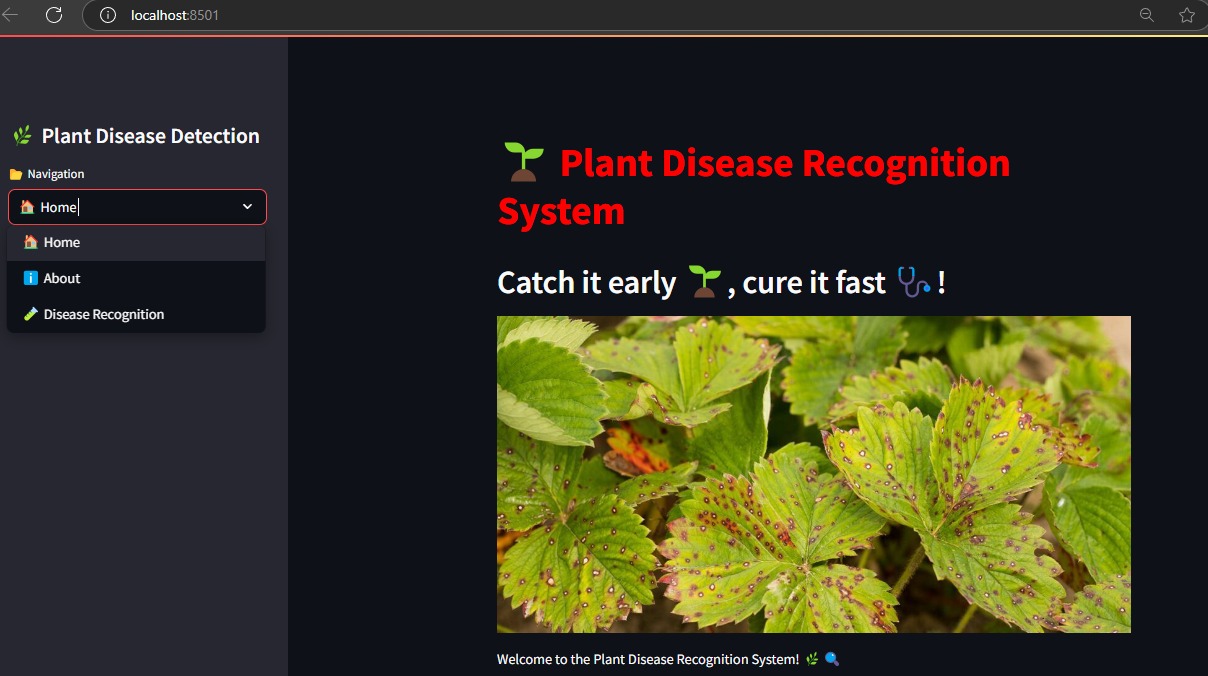 localhost:8501
🌿 Plant Disease Detection
📂 Navigation
🏠 Home
🏠 Home
ℹ️ About
🧪 Disease Recognition
🌱 Plant Disease Recognition
System
Catch it early 🌱, cure it fast 🩺!
Welcome to the Plant Disease Recognition System! 🌿 🔍